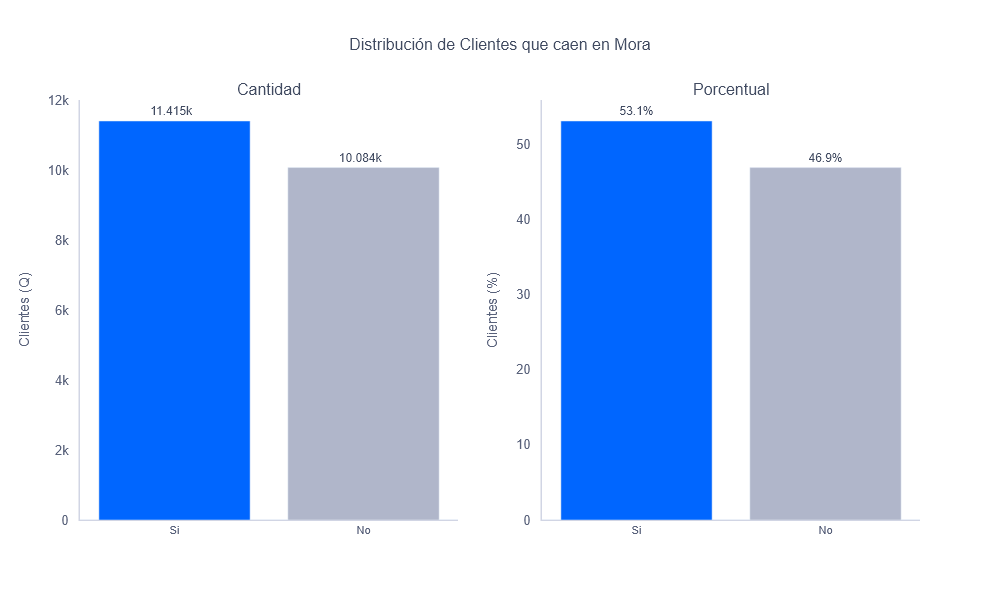 Distribución de Clientes que caen en Mora
Cantidad
12k
10k
8k
6k
4k
2k
0
Clientes (Q)
11.415k
10.084k
Si
No
Porcentual
50
40
30
20
10
0
Clientes (%)
53.1%
46.9%
Si
No